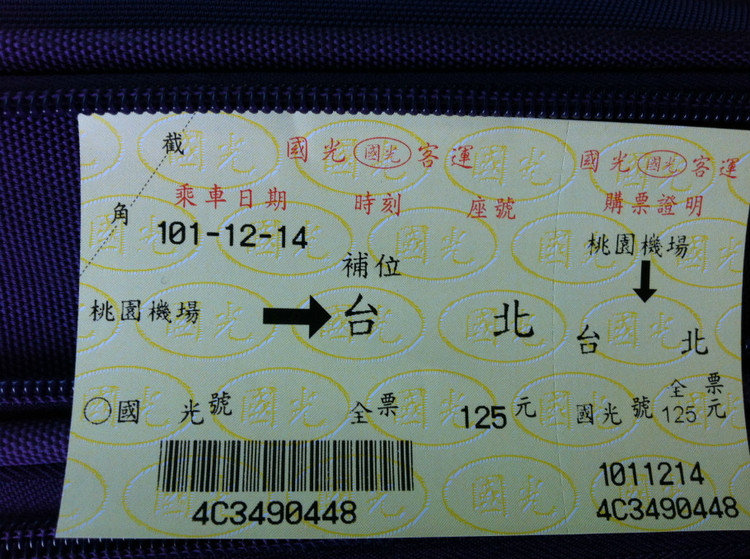 截角
國光 國光 客運
乘車日期 時刻 座號
101-12-14
補位
桃園機場 → 台北
國光號 全票 125元
4C3490448
國光 國光 客運
購票證明
桃園機場
↓
台北
國光號 全票 125元
1011214
4C3490448